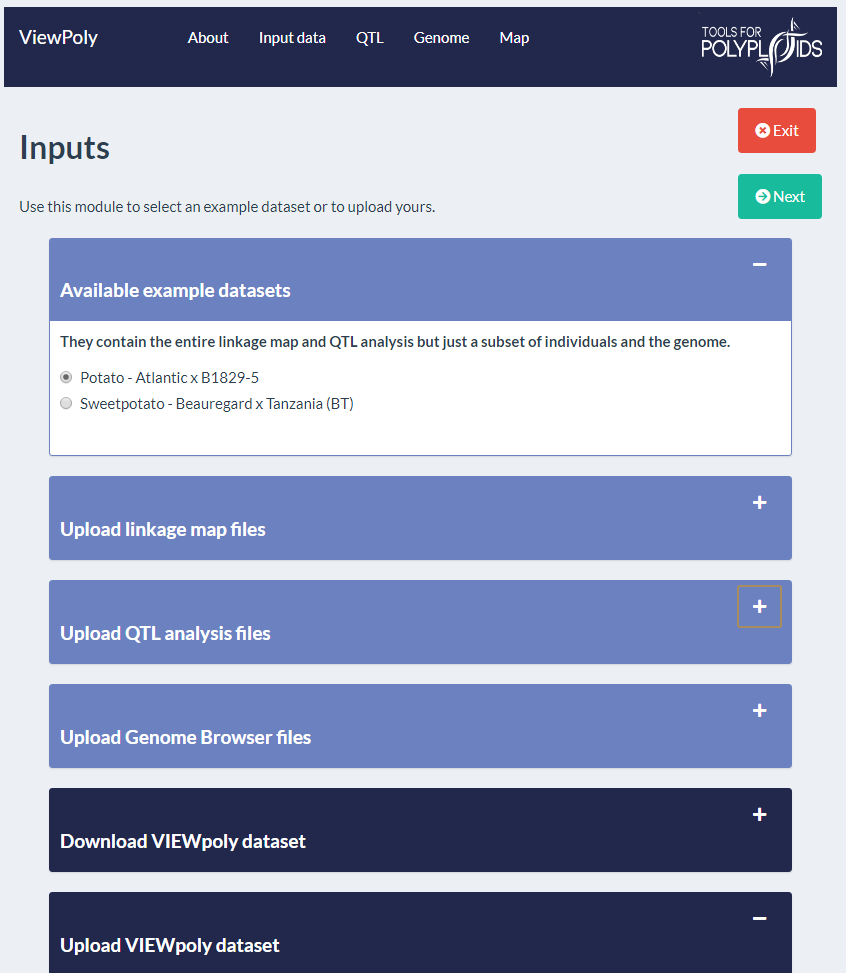 ViewPoly
About
Input data
QTL
Genome
Map
TOOLS FOR
POLYPLOIDS
Inputs
Exit
Next
Use this module to select an example dataset or to upload yours.
Available example datasets
They contain the entire linkage map and QTL analysis but just a subset of individuals and the genome.
Potato - Atlantic x B1829-5
Sweetpotato - Beauregard x Tanzania (BT)
Upload linkage map files
Upload QTL analysis files
Upload Genome Browser files
Download VIEWpoly dataset
Upload VIEWpoly dataset